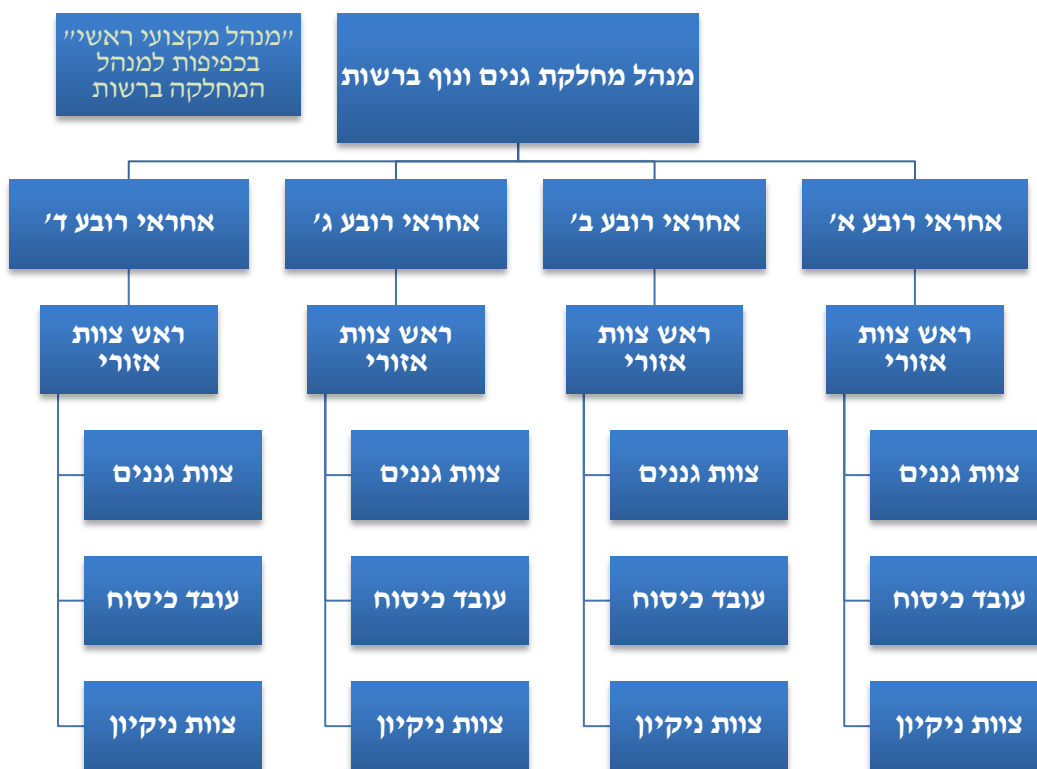 "מנהל מקצועי ראשי"
בכפיפות למנהל
המחלקה ברשות
מנהל מחלקת גנים ונוף ברשות
אחראי רובע א'
אחראי רובע ב'
אחראי רובע ג'
אחראי רובע ד'
ראש צוות
אזורי
ראש צוות
אזורי
ראש צוות
אזורי
ראש צוות
אזורי
צוות גננים
צוות גננים
צוות גננים
צוות גננים
עובד כיסוח
עובד כיסוח
עובד כיסוח
עובד כיסוח
צוות ניקיון
צוות ניקיון
צוות ניקיון
צוות ניקיון